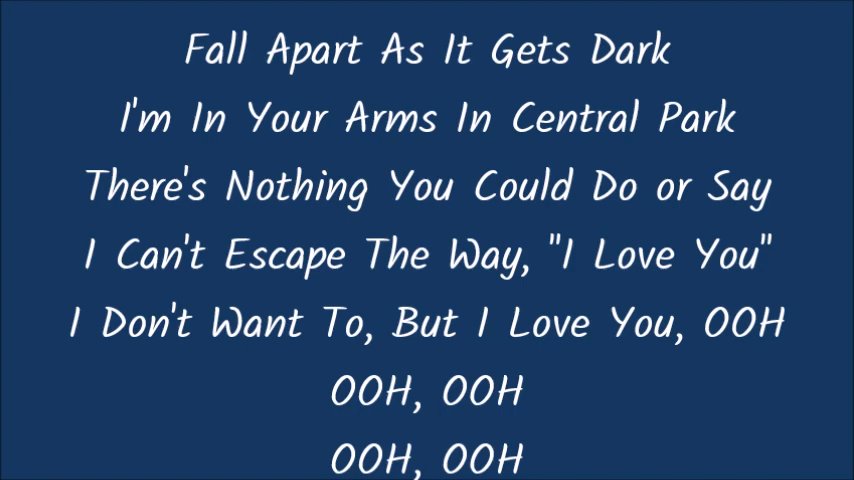 Fall Apart As It Gets Dark
I'm In Your Arms In Central Park
There's Nothing You Could Do or Say
I Can't Escape The Way, "I Love You"
I Don't Want To, But I Love You, OOH
OOH, OOH
OOH, OOH